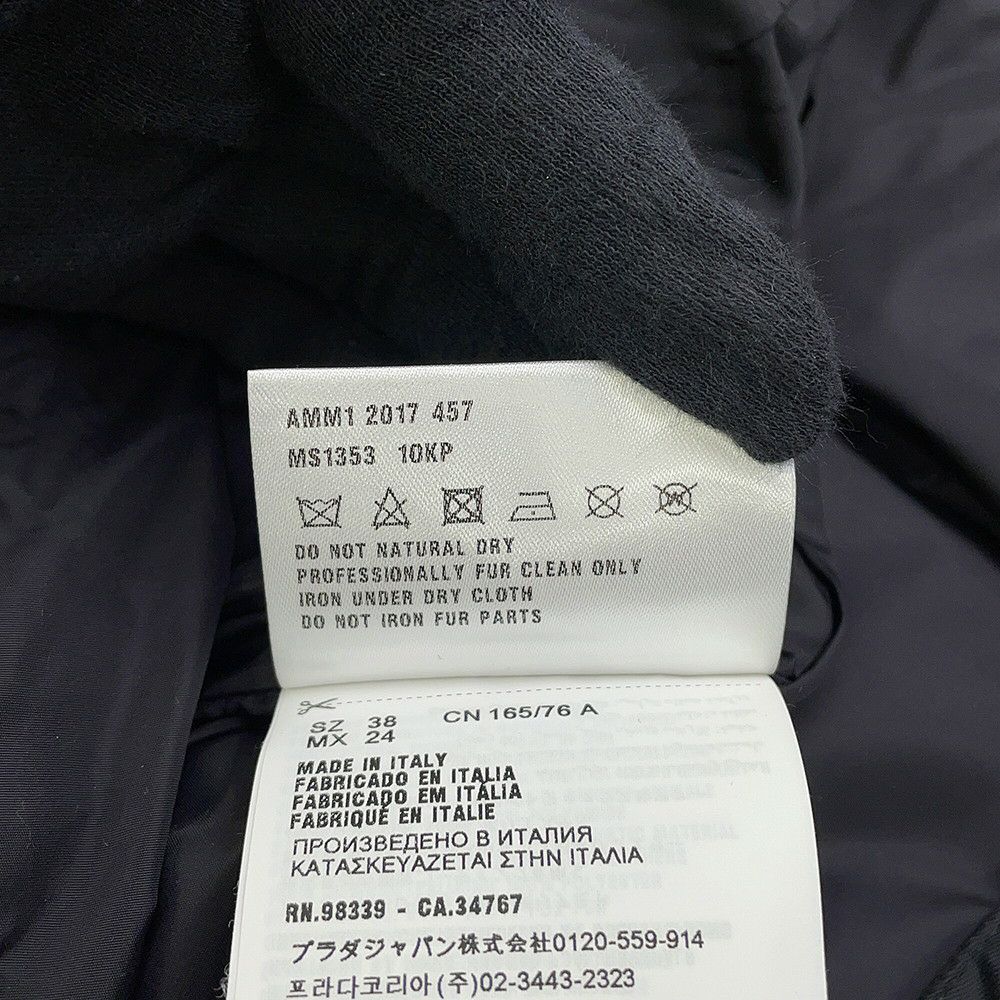 AMM1 2017 457
MS1353 10KP
DO NOT NATURAL DRY
PROFESSIONALLY FUR CLEAN ONLY
IRON UNDER DRY CLOTH
DO NOT IRON FUR PARTS
SZ 38 CN 165/76 A
MX 24
MADE IN ITALY
FABRICADO EN ITALIA
FABRICADO EM ITÁLIA
FABRIQUÉ EN ITALIE
ПРОИЗВЕДЕНО В ИТАЛИЯ
ΚΑΤΑΣΚΕΥΑΖΕΤΑΙ ΣΤΗΝ ΙΤΑΛΙΑ
RN.98339 - CA.34767
プラダジャパン株式会社0120-559-914
프라다코리아(주)02-3443-2323